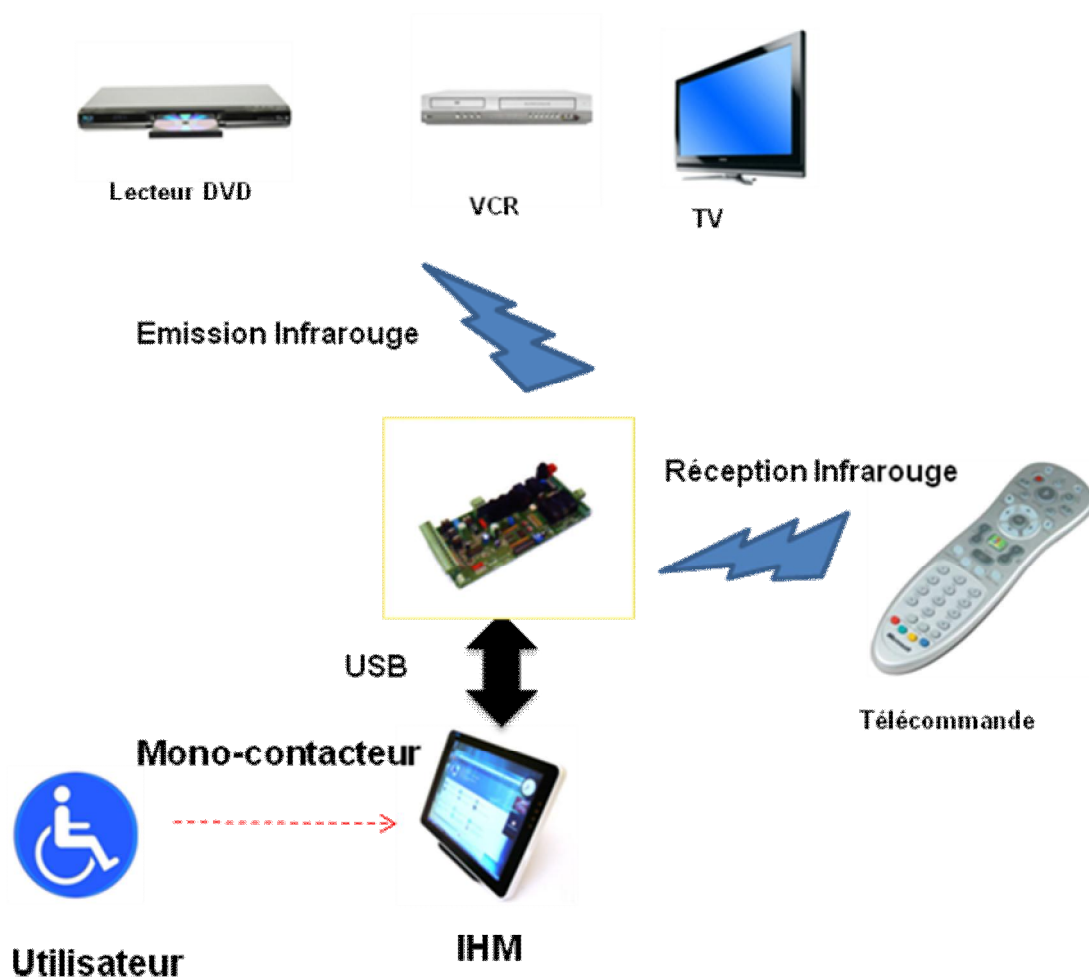 Lecteur DVD
VCR
TV
Emission Infrarouge
Réception Infrarouge
USB
Télécommande
Mono-contacteur
Utilisateur
IHM